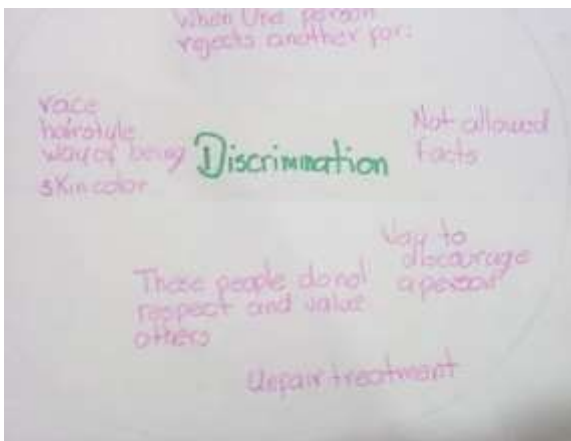 When One person
rejects another for:
race
hairstyle
way of being
skin color
Discrimination
Not allowed
facts
Way to
discourage
a person
These people do not
respect and value
others
Unfair treatment